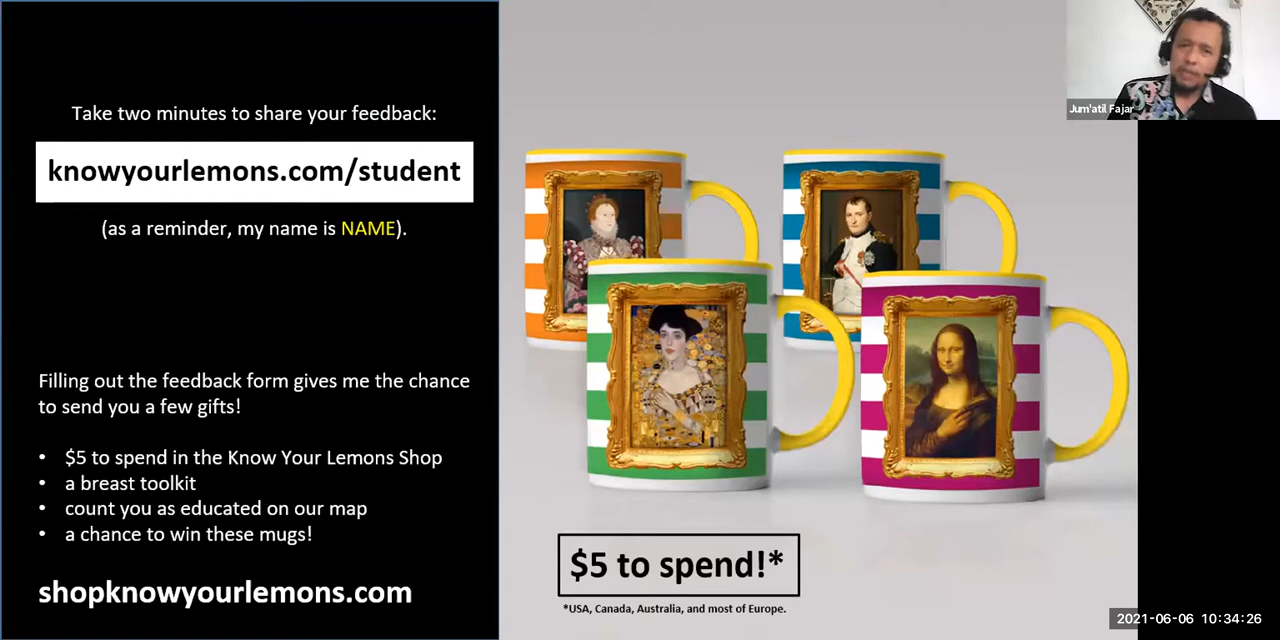 Take two minutes to share your feedback:
knowyourlemons.com/student
(as a reminder, my name is NAME).
Filling out the feedback form gives me the chance
to send you a few gifts!
• $5 to spend in the Know Your Lemons Shop
• a breast toolkit
• count you as educated on our map
• a chance to win these mugs!
shopknowyourlemons.com
$5 to spend!*
*USA, Canada, Australia, and most of Europe.
Jum'atil Fajar
2021-06-06 10:34:26